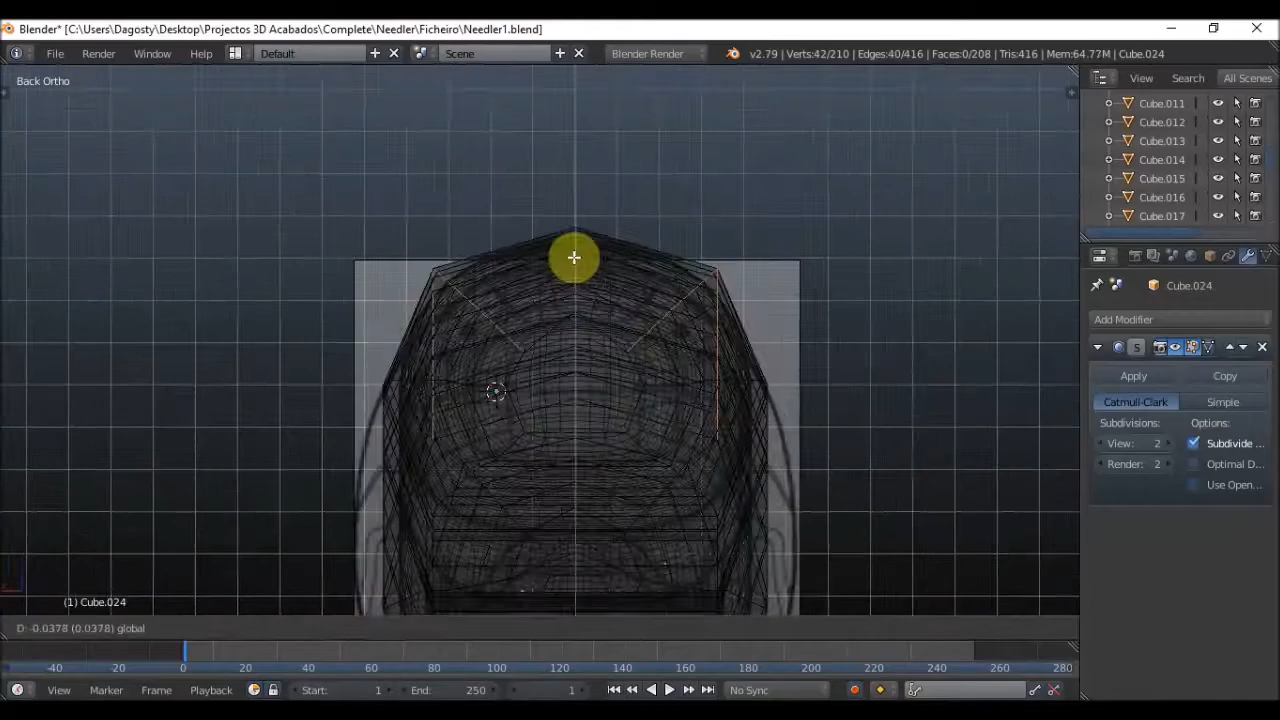 Blender* [C:\Users\Dagosty\Desktop\Projectos 3D Acabados\Complete\Needler\Ficheiro\Needler1.blend]
File Render Window Help Default Scene Blender Render v2.79 | Verts:42/210 | Edges:40/416 | Faces:0/208 | Tris:416 | Mem:64.77M | Cube.024
Back Ortho
View Search All Scenes
Cube.011
Cube.012
Cube.013
Cube.014
Cube.015
Cube.016
Cube.017
Cube.024
Add Modifier
S
Apply Copy
Catmull-Clark Simple
Subdivisions: Options:
View: 2 Subdivide ...
Render: 2 Optimal D...
Use Open...
(1) Cube.024
D: -0.0378 (0.0378) global
-40 -20 0 20 40 60 80 100 120 140 160 180 200 220 240 260 280
View Marker Frame Playback Start: 1 End: 250 1 No Sync